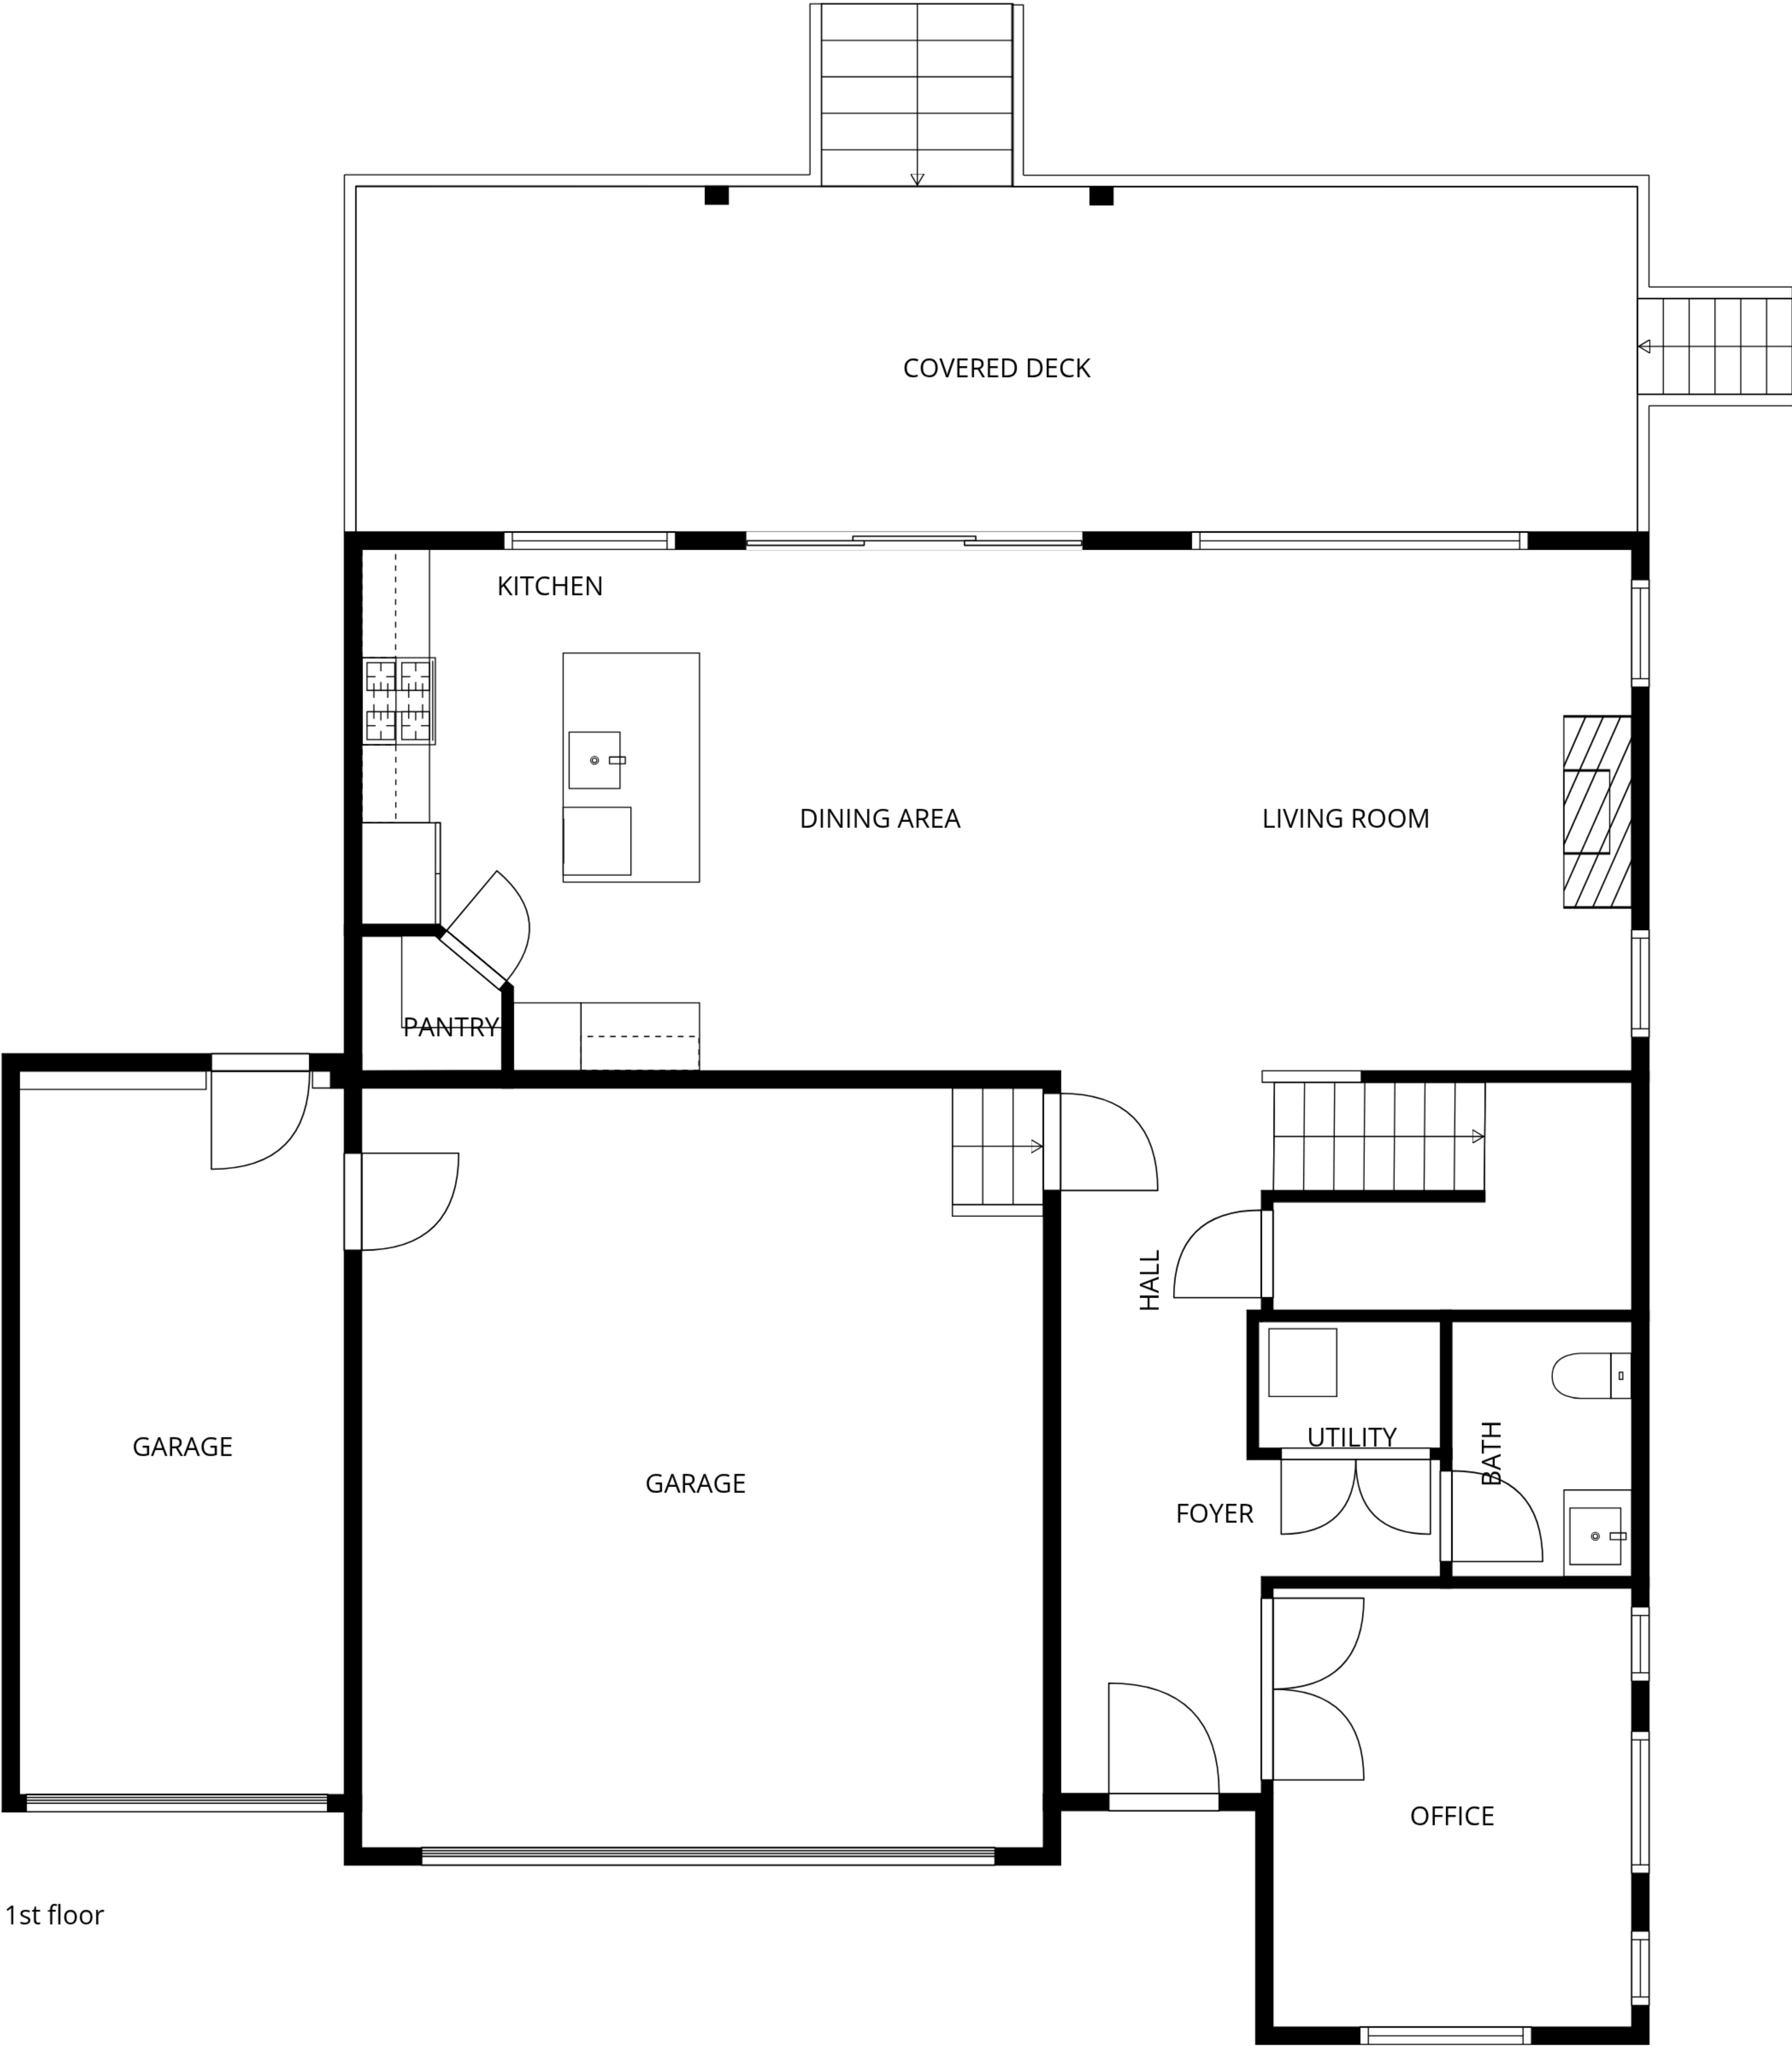 COVERED DECK
KITCHEN
DINING AREA
LIVING ROOM
PANTRY
HALL
GARAGE
GARAGE
UTILITY
BATH
FOYER
OFFICE
1st floor